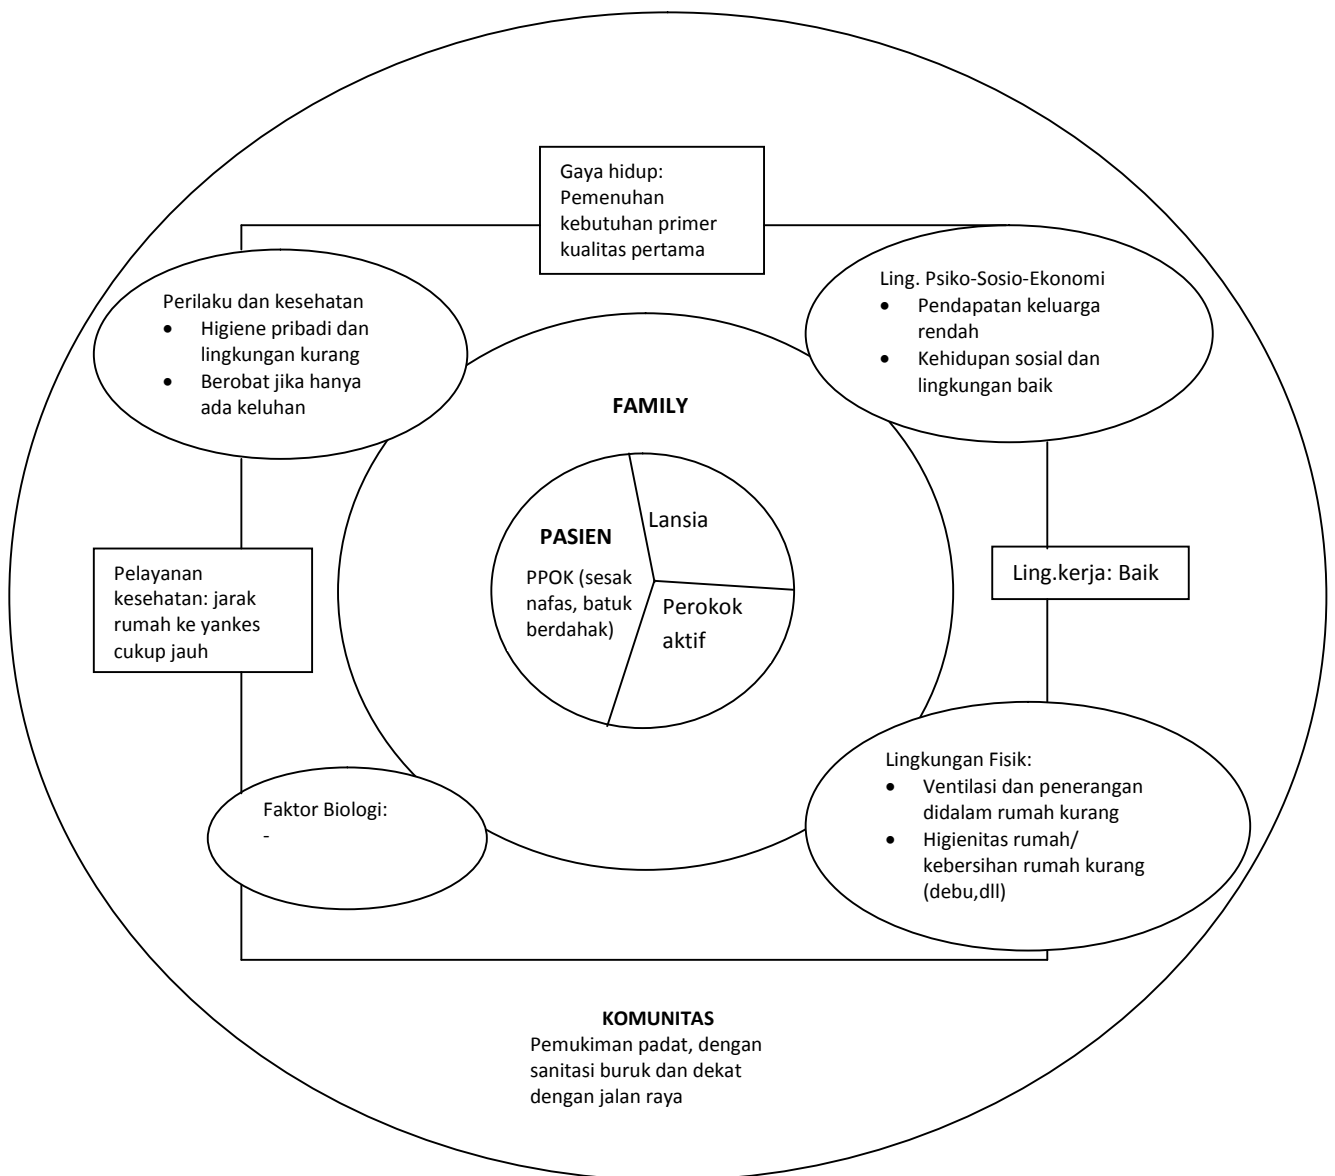 Gaya hidup:
Pemenuhan
kebutuhan primer
kualitas pertama
Perilaku dan kesehatan
• Higiene pribadi dan
lingkungan kurang
• Berobat jika hanya
ada keluhan
Ling. Psiko-Sosio-Ekonomi
• Pendapatan keluarga
rendah
• Kehidupan sosial dan
lingkungan baik
FAMILY
PASIEN
PPOK (sesak
nafas, batuk
berdahak)
Lansia
Perokok
aktif
Pelayanan
kesehatan: jarak
rumah ke yankes
cukup jauh
Ling.kerja: Baik
Faktor Biologi:
-
Lingkungan Fisik:
• Ventilasi dan penerangan
didalam rumah kurang
• Higienitas rumah/
kebersihan rumah kurang
(debu,dll)
KOMUNITAS
Pemukiman padat, dengan
sanitasi buruk dan dekat
dengan jalan raya